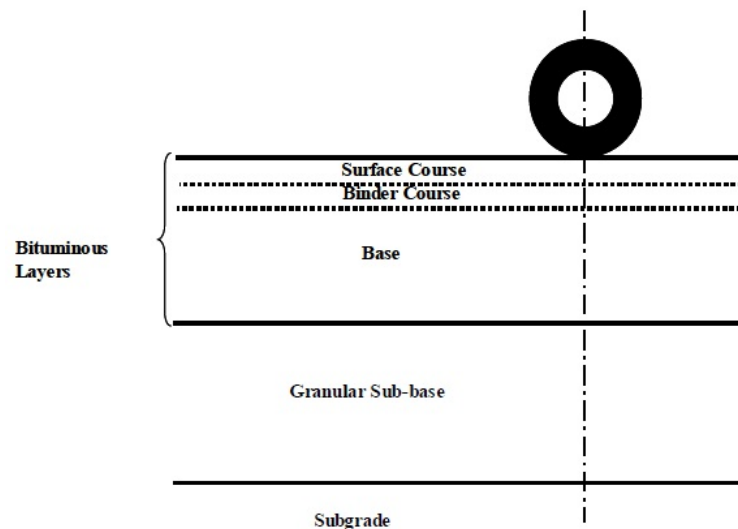 Surface Course
Binder Course
Bituminous
Layers
Base
Granular Sub-base
Subgrade